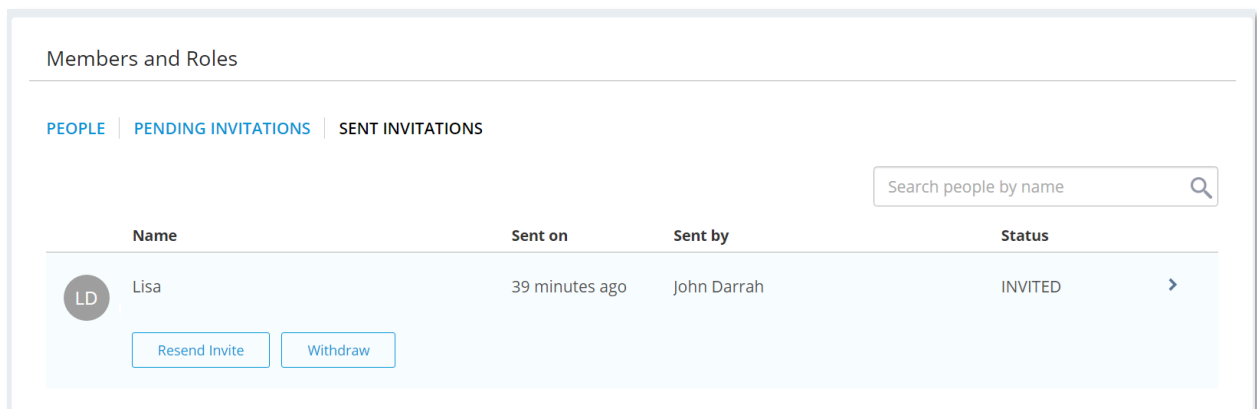 Members and Roles
PEOPLE PENDING INVITATIONS SENT INVITATIONS
Search people by name
Name Sent on Sent by Status
LD Lisa 39 minutes ago John Darrah INVITED
Resend Invite Withdraw